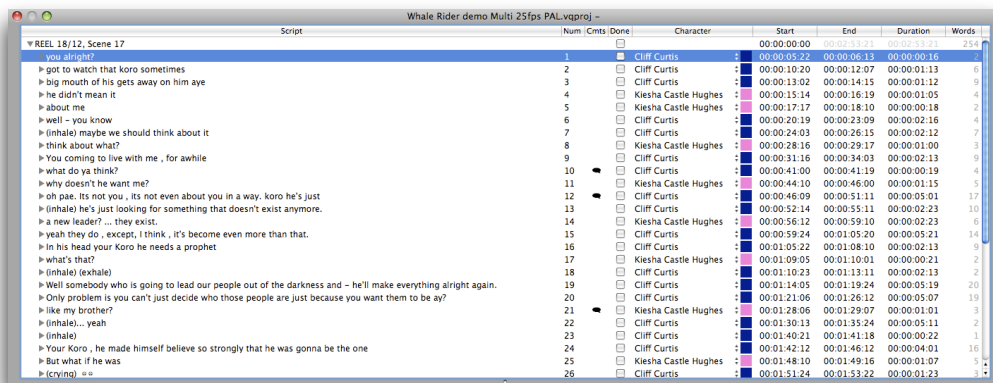 Whale Rider demo Multi 25fps PAL.vqproj –
Script Num Cmts Done Character Start End Duration Words
REEL 18/12, Scene 17 00:00:00:00 00:02:53:21 00:02:53:21 254
you alright? 1 Cliff Curtis 00:00:05:22 00:00:06:13 00:00:00:16 2
got to watch that koro sometimes 2 Cliff Curtis 00:00:10:20 00:00:12:07 00:00:01:13 6
big mouth of his gets away on him aye 3 Cliff Curtis 00:00:13:02 00:00:14:15 00:00:01:12 9
he didn't mean it 4 Kiesha Castle Hughes 00:00:15:14 00:00:16:19 00:00:01:05 4
about me 5 Kiesha Castle Hughes 00:00:17:17 00:00:18:10 00:00:00:18 2
well – you know 6 Cliff Curtis 00:00:20:19 00:00:23:09 00:00:02:16 4
(inhale) maybe we should think about it 7 Cliff Curtis 00:00:24:03 00:00:26:15 00:00:02:12 7
think about what? 8 Kiesha Castle Hughes 00:00:28:16 00:00:29:17 00:00:01:00 3
You coming to live with me , for awhile 9 Cliff Curtis 00:00:31:16 00:00:34:03 00:00:02:13 9
what do ya think? 10 Cliff Curtis 00:00:41:00 00:00:41:19 00:00:00:19 4
why doesn't he want me? 11 Kiesha Castle Hughes 00:00:44:10 00:00:46:00 00:00:01:15 5
oh pae. Its not you , its not even about you in a way. koro he's just 12 Cliff Curtis 00:00:46:09 00:00:51:11 00:00:05:01 17
(inhale) he's just looking for something that doesn't exist anymore. 13 Cliff Curtis 00:00:52:14 00:00:55:11 00:00:02:23 10
a new leader? ... they exist. 14 Kiesha Castle Hughes 00:00:56:12 00:00:59:10 00:00:02:23 6
yeah they do , except, I think , it's become even more than that. 15 Cliff Curtis 00:00:59:24 00:01:05:20 00:00:05:21 14
In his head your Koro he needs a prophet 16 Cliff Curtis 00:01:05:22 00:01:08:10 00:00:02:13 9
what's that? 17 Kiesha Castle Hughes 00:01:09:05 00:01:10:01 00:00:00:21 2
(inhale) (exhale) 18 Cliff Curtis 00:01:10:23 00:01:13:11 00:00:02:13 2
Well somebody who is going to lead our people out of the darkness and – he'll make everything alright again. 19 Cliff Curtis 00:01:14:05 00:01:19:24 00:00:05:19 20
Only problem is you can't just decide who those people are just because you want them to be ay? 20 Cliff Curtis 00:01:21:06 00:01:26:12 00:00:05:07 19
like my brother? 21 Kiesha Castle Hughes 00:01:28:06 00:01:29:07 00:00:01:01 3
(inhale)... yeah 22 Cliff Curtis 00:01:30:13 00:01:35:24 00:00:05:11 2
(inhale) 23 Cliff Curtis 00:01:40:21 00:01:41:18 00:00:00:22 1
Your Koro , he made himself believe so strongly that he was gonna be the one 24 Cliff Curtis 00:01:42:12 00:01:46:12 00:00:04:01 16
But what if he was 25 Kiesha Castle Hughes 00:01:48:10 00:01:49:16 00:00:01:07 5
(crying) 26 Cliff Curtis 00:01:51:24 00:01:53:22 00:00:01:23 3